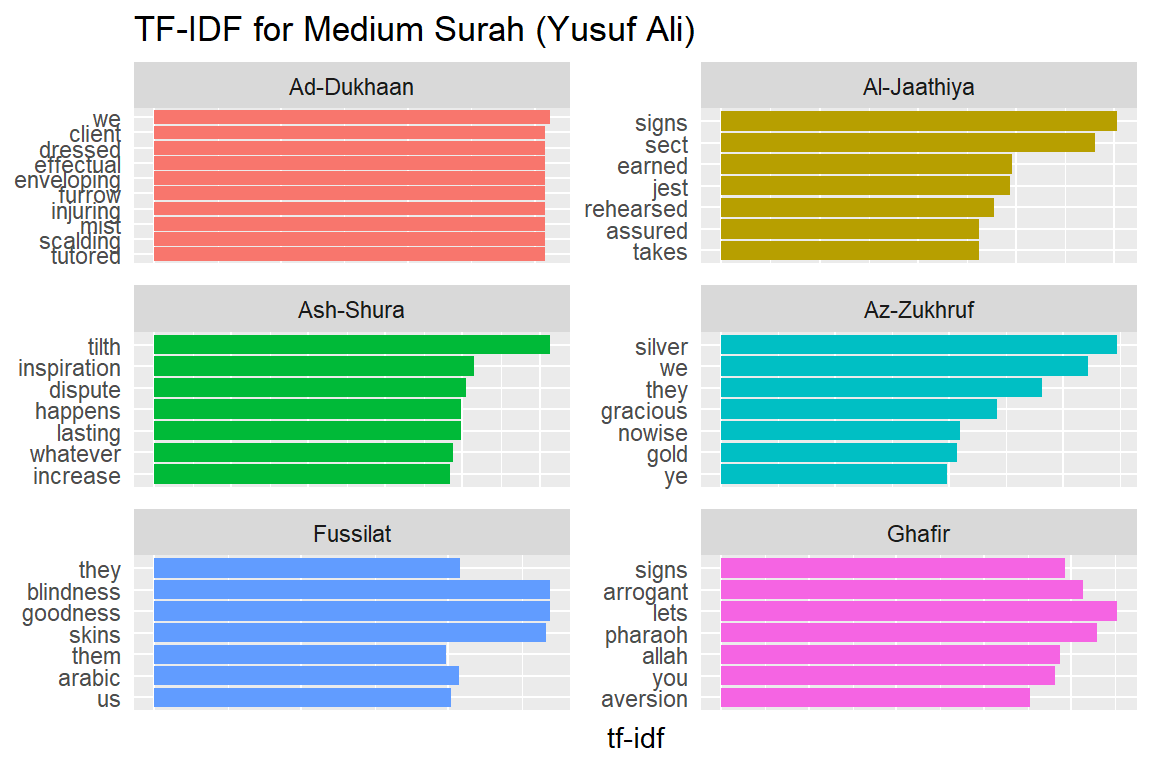 TF-IDF for Medium Surah (Yusuf Ali)
Ad-Dukhaan
we
client
dressed
effectual
enveloping
furrow
injuring
mist
scalding
tutored
Al-Jaathiya
signs
sect
earned
jest
rehearsed
assured
takes
Ash-Shura
tilth
inspiration
dispute
happens
lasting
whatever
increase
Az-Zukhruf
silver
we
they
gracious
nowise
gold
ye
Fussilat
they
blindness
goodness
skins
them
arabic
us
Ghafir
signs
arrogant
lets
pharaoh
allah
you
aversion
tf-idf